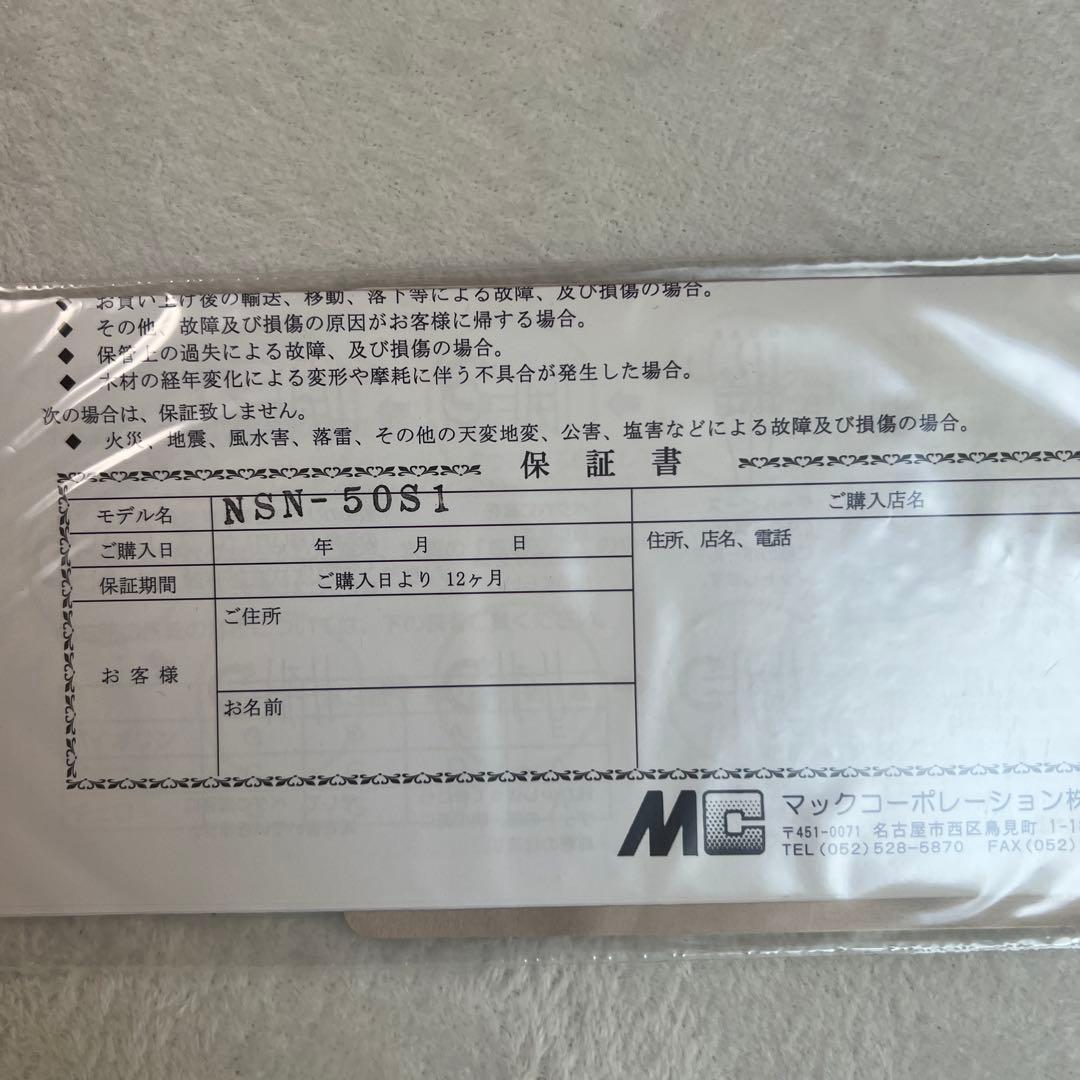 ◆ お買い上げ後の輸送、移動、落下等による故障、及び損傷の場合。
◆ その他、故障及び損傷の原因がお客様に帰する場合。
◆ 保管上の過失による故障、及び損傷の場合。
◆ 木材の経年変化による変形や摩耗に伴う不具合が発生した場合。
次の場合は、保証致しません。
◆ 火災、地震、風水害、落雷、その他の天変地変、公害、塩害などによる故障及び損傷の場合。
保証書
モデル名 NSN-50S1
ご購入店名
ご購入日 年 月 日
住所、店名、電話
保証期間 ご購入日より 12ヶ月
お客様
ご住所
お名前
MC
マックコーポレーション株
〒451-0071 名古屋市西区鳥見町 1-1
TEL(052)528-5870 FAX(052)